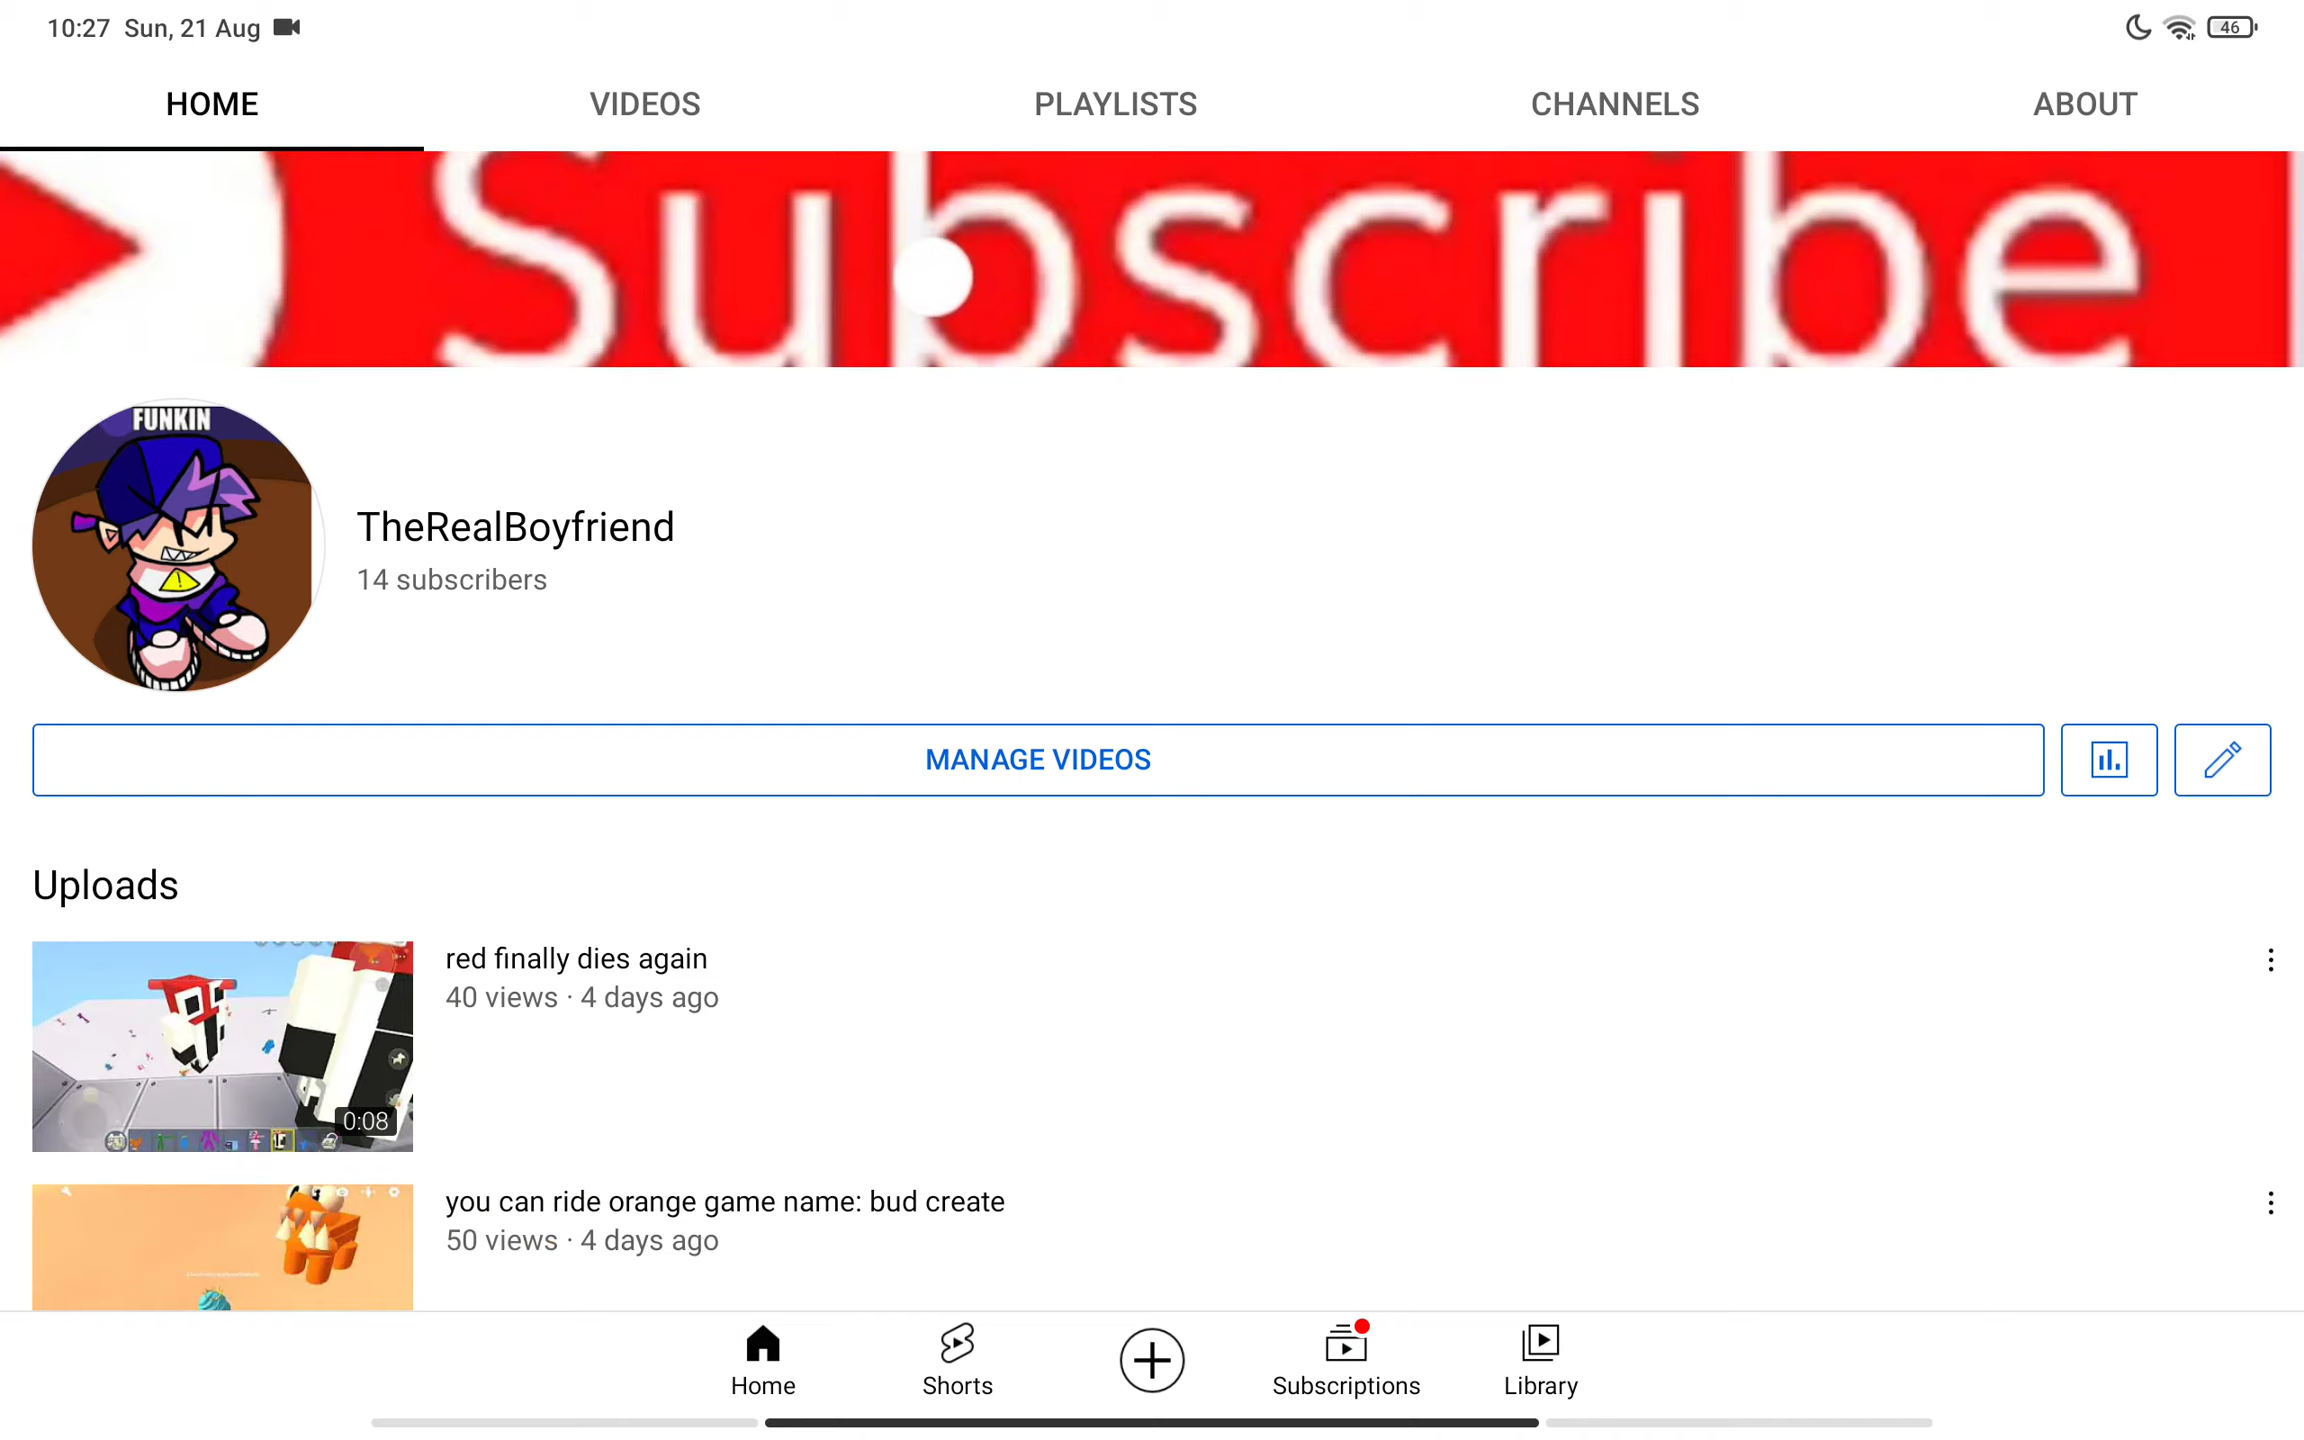 10:27 Sun, 21 Aug
46
HOME
VIDEOS
PLAYLISTS
CHANNELS
ABOUT
Subscribe
FUNKIN
TheRealBoyfriend
14 subscribers
MANAGE VIDEOS
Uploads
red finally dies again
40 views · 4 days ago
0:08
you can ride orange game name: bud create
50 views · 4 days ago
Home
Shorts
Subscriptions
Library